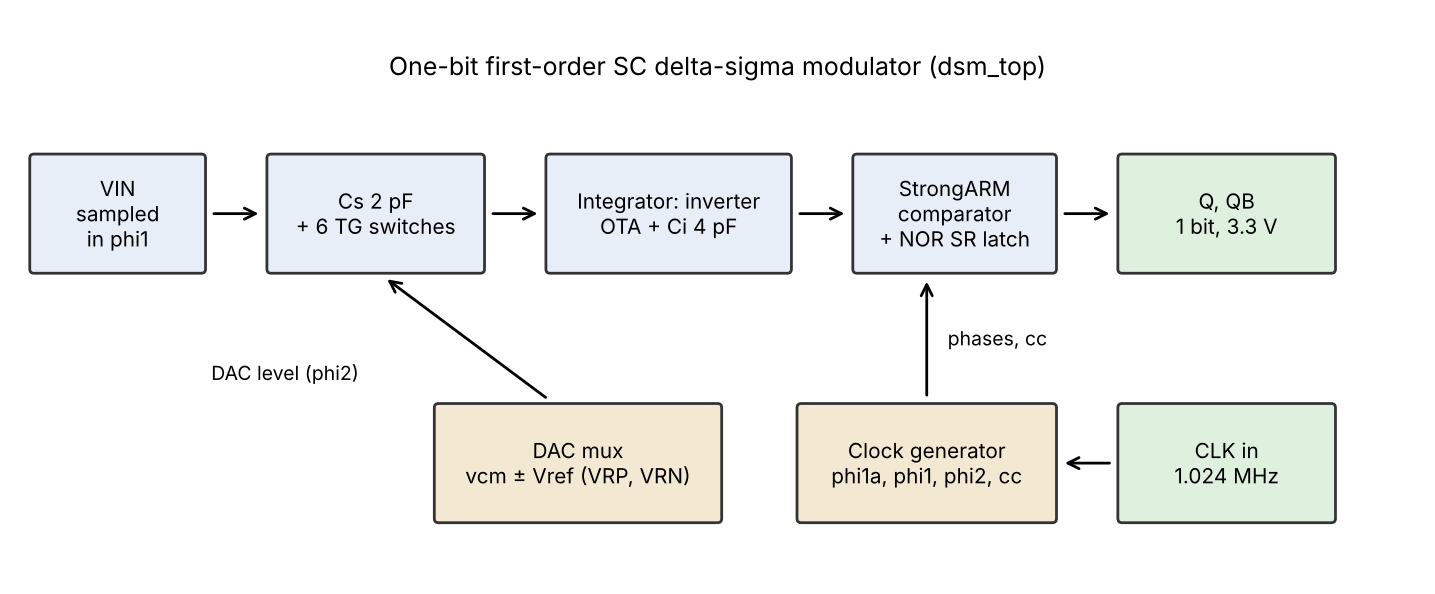 One-bit first-order SC delta-sigma modulator (dsm_top)
VIN
sampled
in phi1
Cs 2 pF
+ 6 TG switches
Integrator: inverter
OTA + Ci 4 pF
StrongARM
comparator
+ NOR SR latch
Q, QB
1 bit, 3.3 V
phases, cc
DAC level (phi2)
DAC mux
vcm ± Vref (VRP, VRN)
Clock generator
phi1a, phi1, phi2, cc
CLK in
1.024 MHz